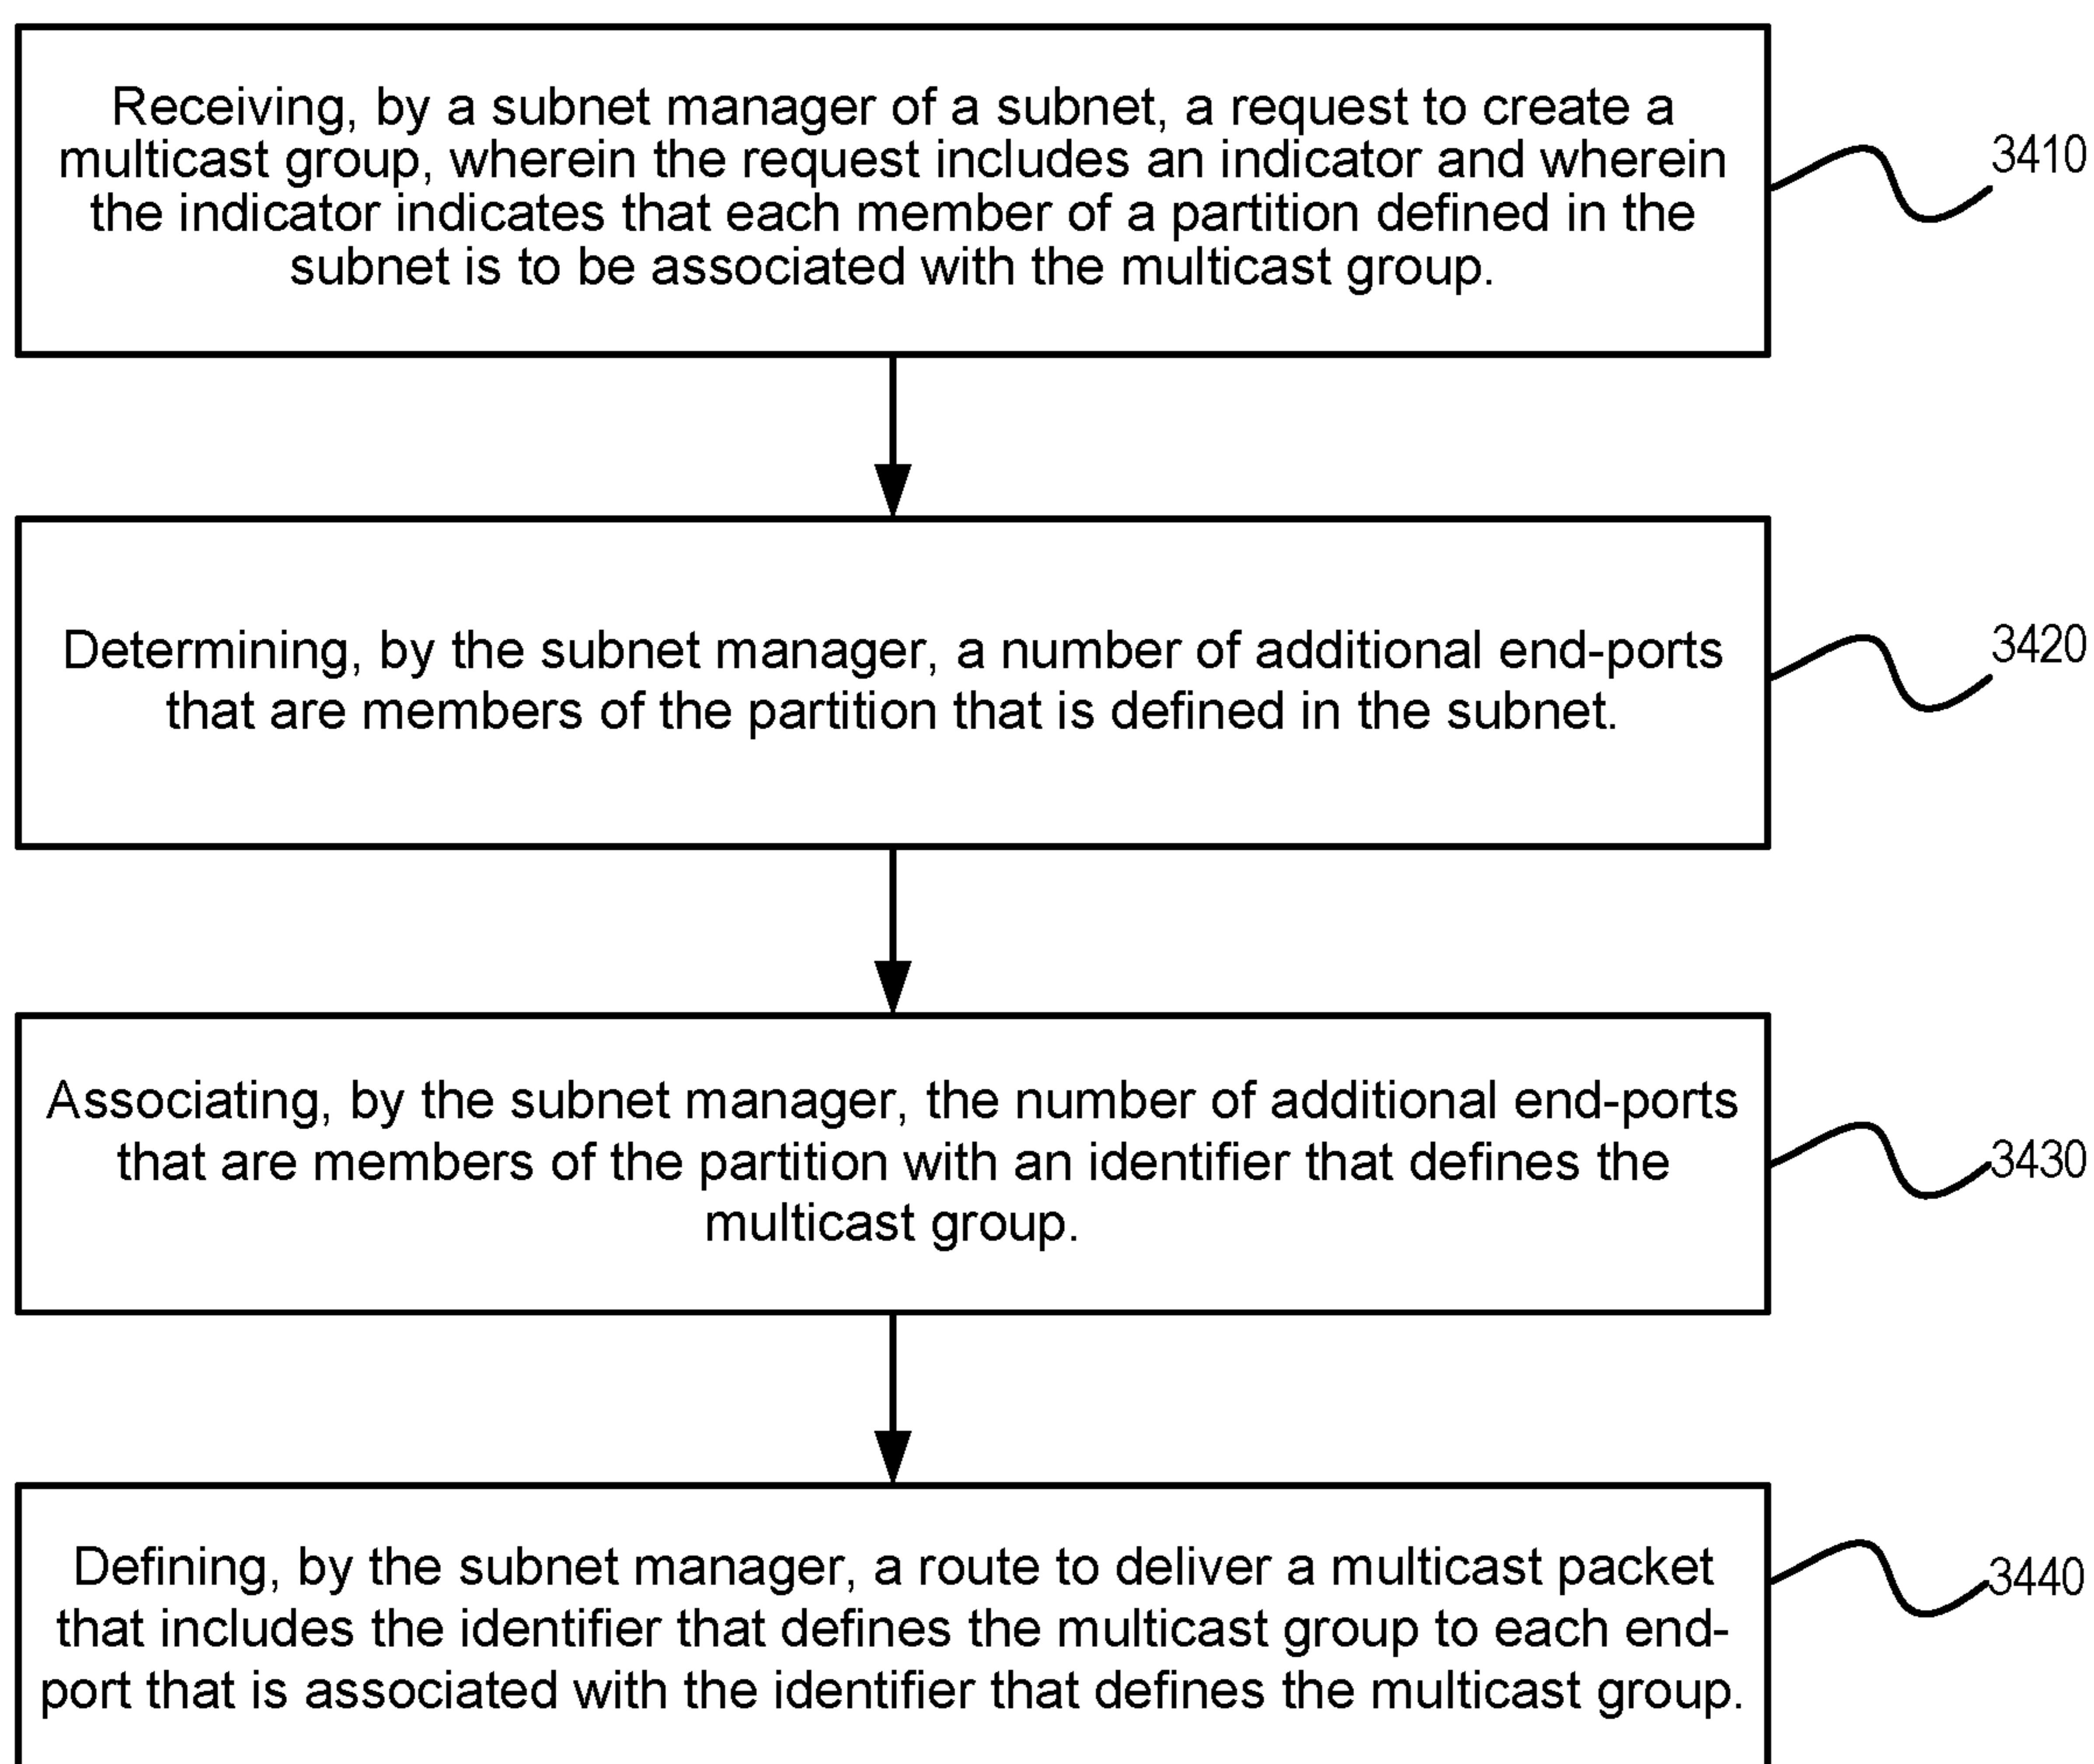 Receiving, by a subnet manager of a subnet, a request to create a
multicast group, wherein the request includes an indicator and wherein
the indicator indicates that each member of a partition defined in the
subnet is to be associated with the multicast group.
3410
Determining, by the subnet manager, a number of additional end-ports
that are members of the partition that is defined in the subnet.
3420
Associating, by the subnet manager, the number of additional end-ports
that are members of the partition with an identifier that defines the
multicast group.
3430
Defining, by the subnet manager, a route to deliver a multicast packet
that includes the identifier that defines the multicast group to each end-
port that is associated with the identifier that defines the multicast group.
3440